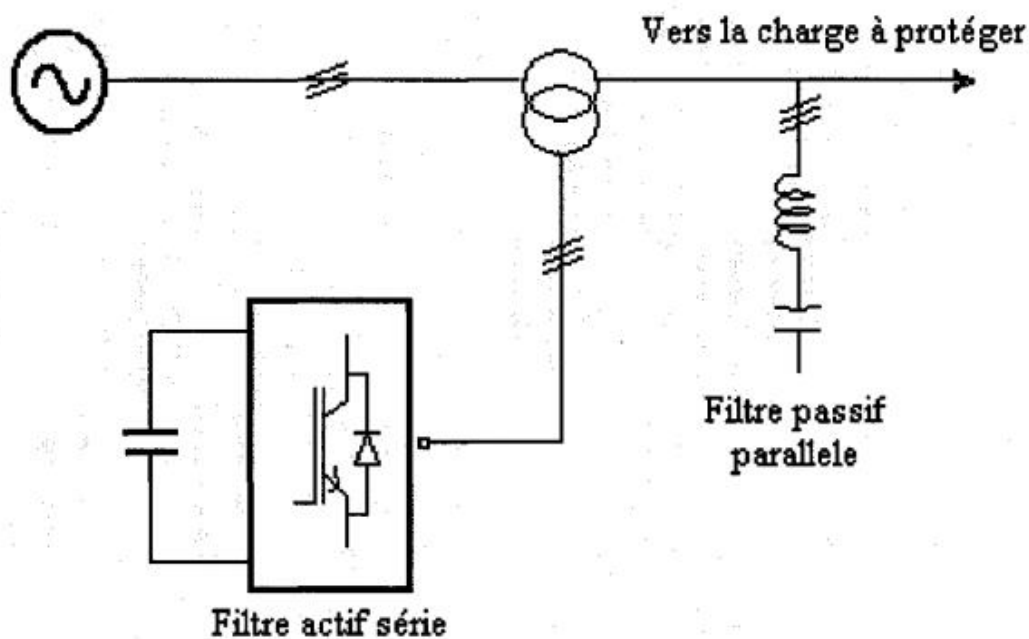 Vers la charge à protéger
Filtre passif
parallele
Filtre actif série